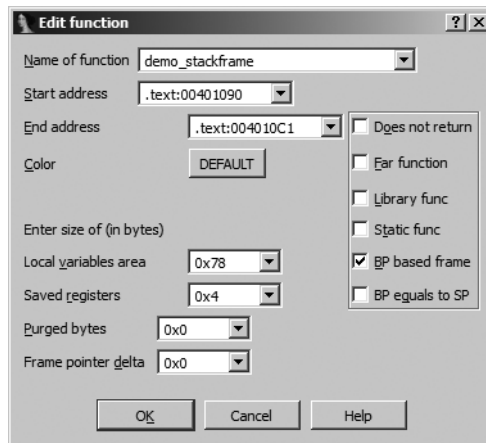 Edit function
Name of function demo_stackframe
Start address .text:00401090
End address .text:004010C1
Does not return
Color DEFAULT
Far function
Library func
Enter size of (in bytes)
Static func
Local variables area 0x78
BP based frame
Saved registers 0x4
BP equals to SP
Purged bytes 0x0
Frame pointer delta 0x0
OK Cancel Help